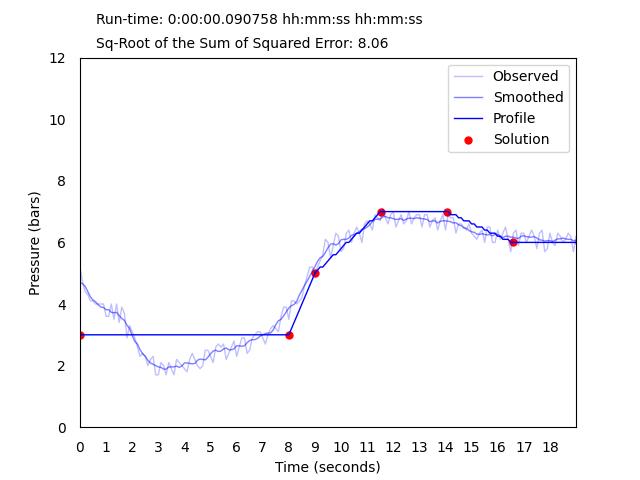 Run-time: 0:00:00.090758 hh:mm:ss hh:mm:ss
Sq-Root of the Sum of Squared Error: 8.06
12
10
8
6
4
2
0
Pressure (bars)
Observed
Smoothed
Profile
Solution
0 1 2 3 4 5 6 7 8 9 10 11 12 13 14 15 16 17 18
Time (seconds)